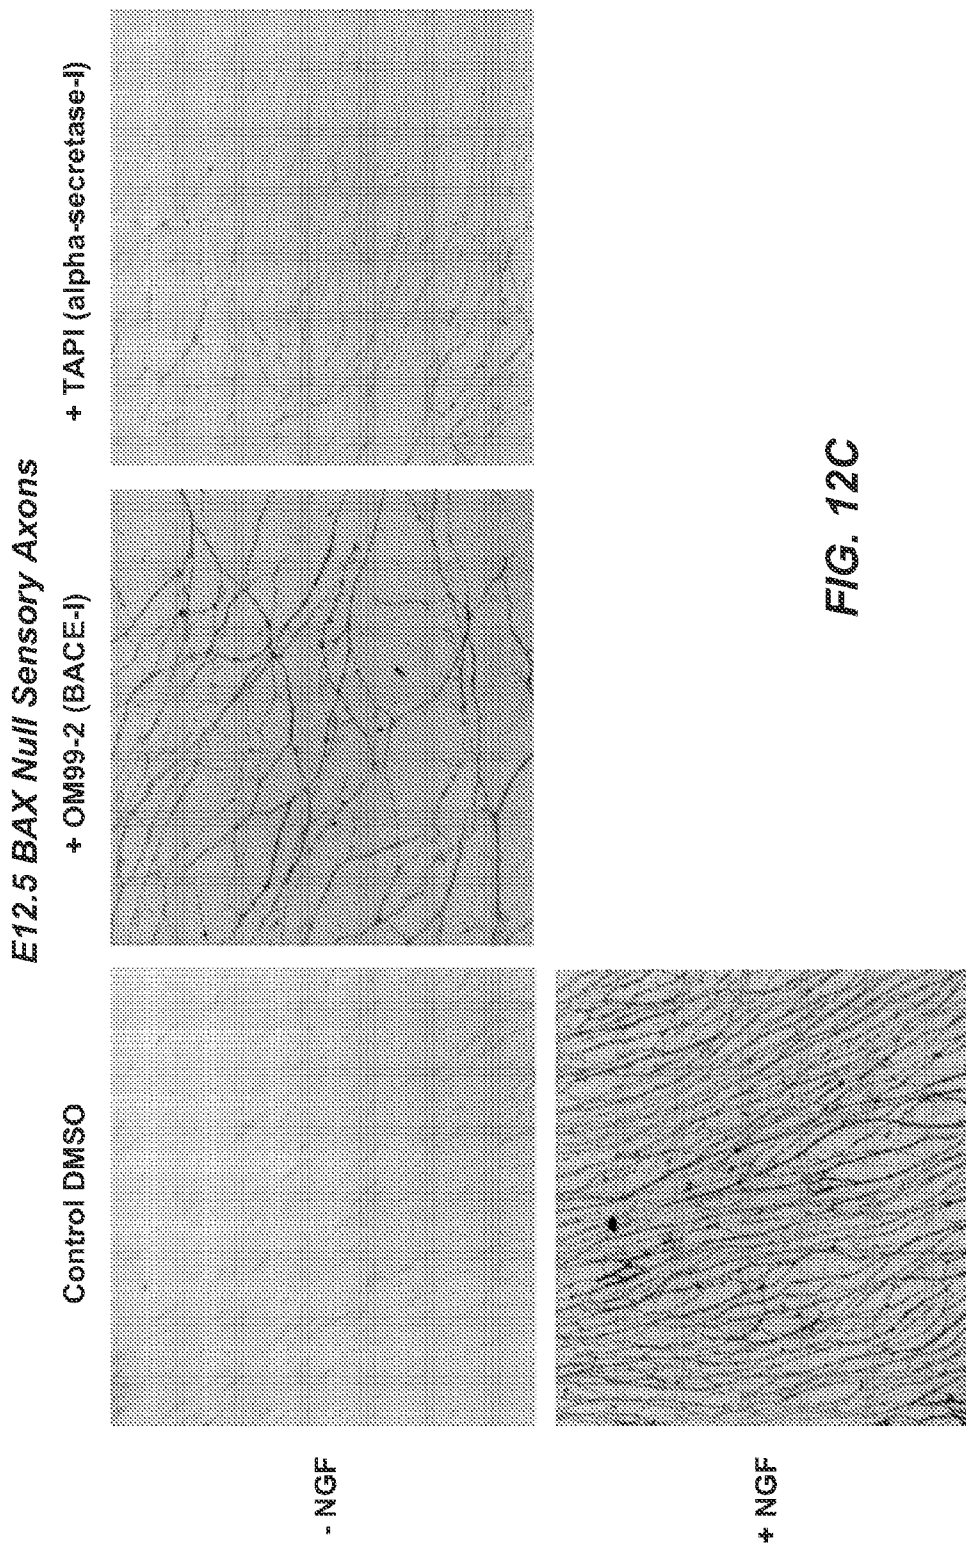 E12.5 BAX Null Sensory Axons
Control DMSO
+ OM99-2 (BACE-I)
+ TAPI (alpha-secretase-I)
- NGF
+ NGF
FIG. 12C